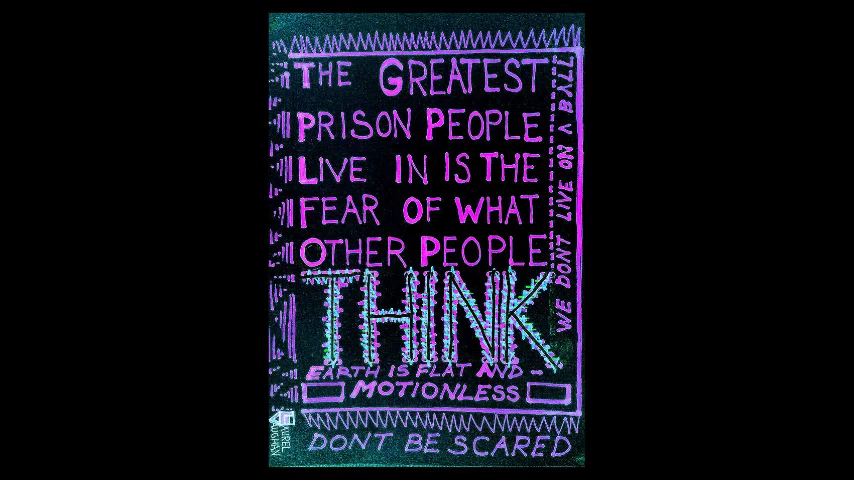 THE GREATEST
PRISON PEOPLE
LIVE IN IS THE
FEAR OF WHAT
OTHER PEOPLE
THINK
EARTH IS FLAT AND -
MOTIONLESS
WE DONT LIVE ON A BALL
DONT BE SCARED